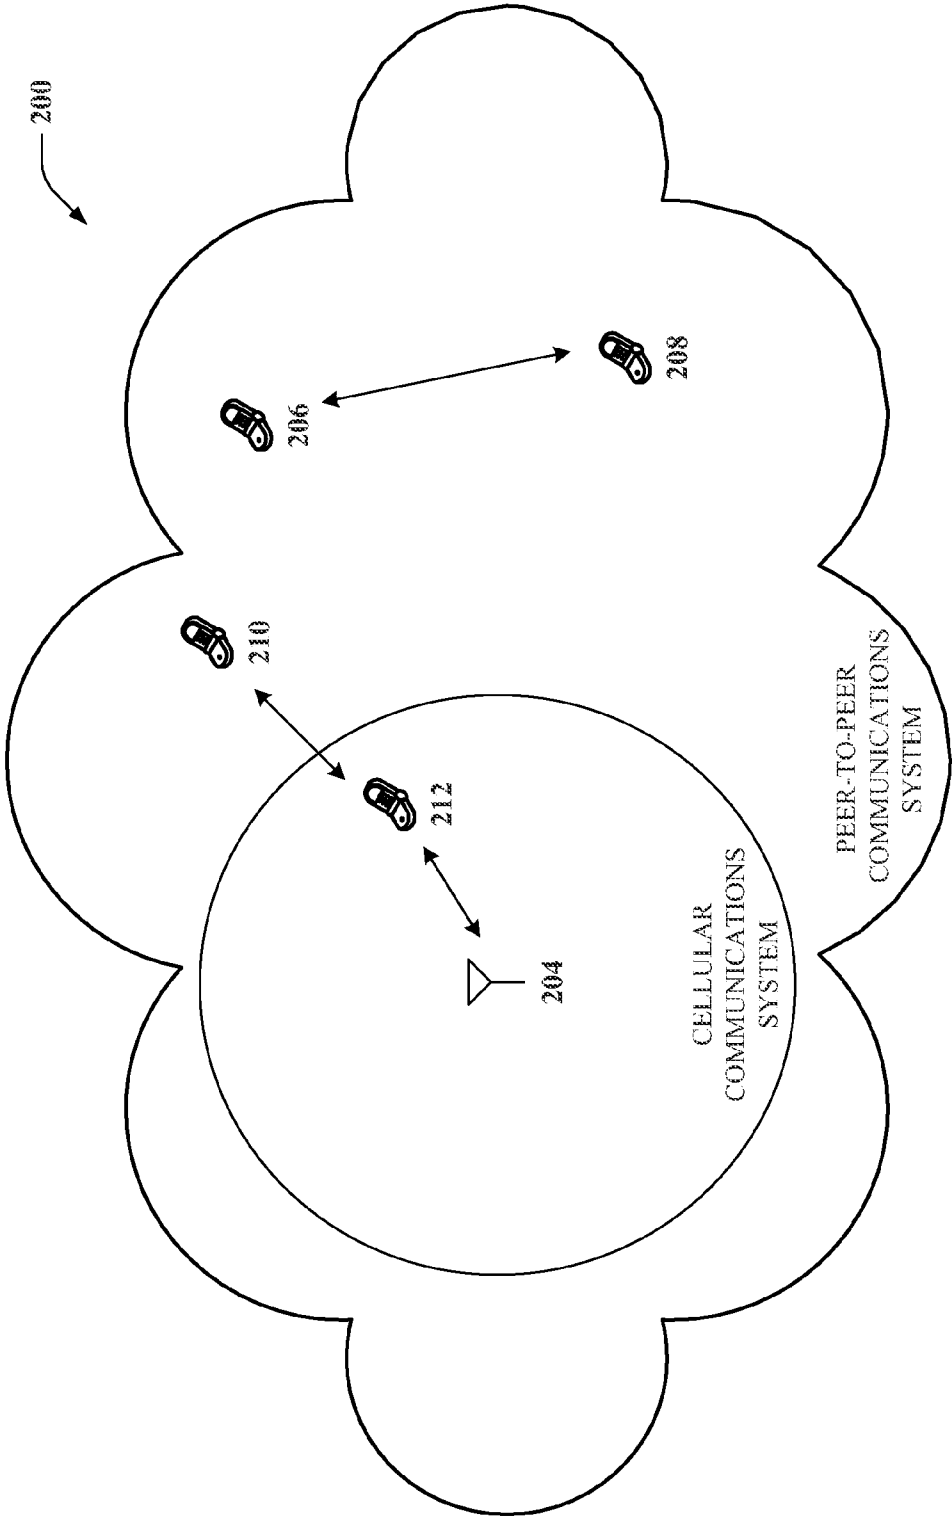 200
206
208
210
212
204
CELLULAR
COMMUNICATIONS
SYSTEM
PEER-TO-PEER
COMMUNICATIONS
SYSTEM